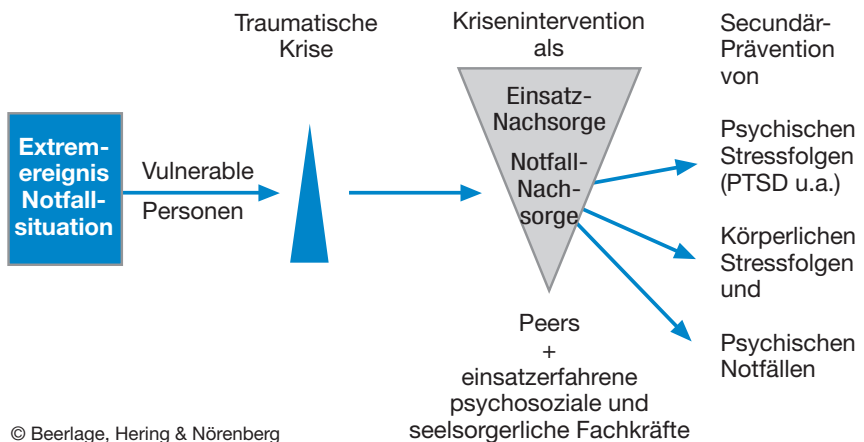 Traumatische
Krise
Krisenintervention
als
Secundär-
Prävention
von
Extrem-
ereignis
Notfall-
situation
Vulnerable
Personen
Einsatz-
Nachsorge
Notfall-
Nach-
sorge
Psychischen
Stressfolgen
(PTSD u.a.)
Körperlichen
Stressfolgen
und
Psychischen
Notfällen
Peers
+
einsatzerfahrene
psychosoziale und
seelsorgerliche Fachkräfte
© Beerlage, Hering & Nörenberg